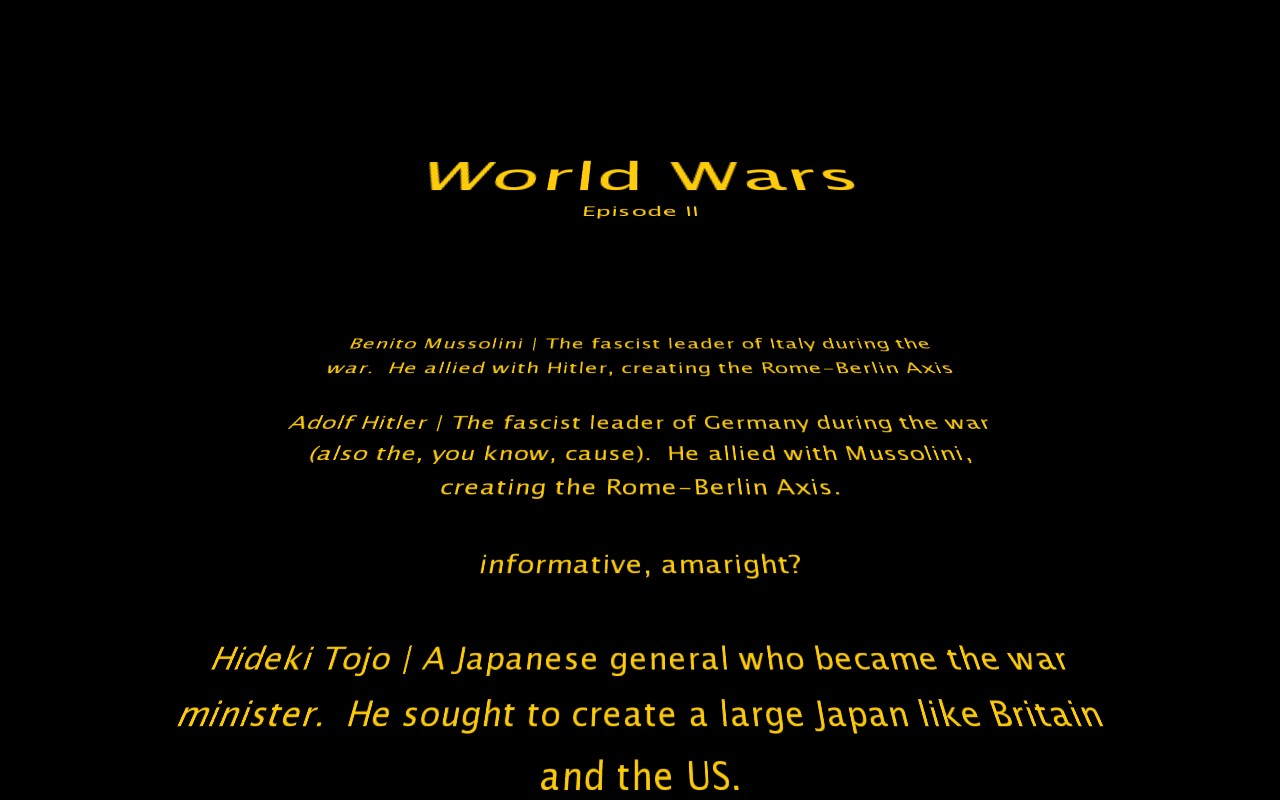 World Wars
Episode II
Benito Mussolini | The fascist leader of Italy during the
war.  He allied with Hitler, creating the Rome-Berlin Axis
Adolf Hitler | The fascist leader of Germany during the war
(also the, you know, cause).  He allied with Mussolini,
creating the Rome-Berlin Axis.
informative, amaright?
Hideki Tojo | A Japanese general who became the war
minister.  He sought to create a large Japan like Britain
and the US.